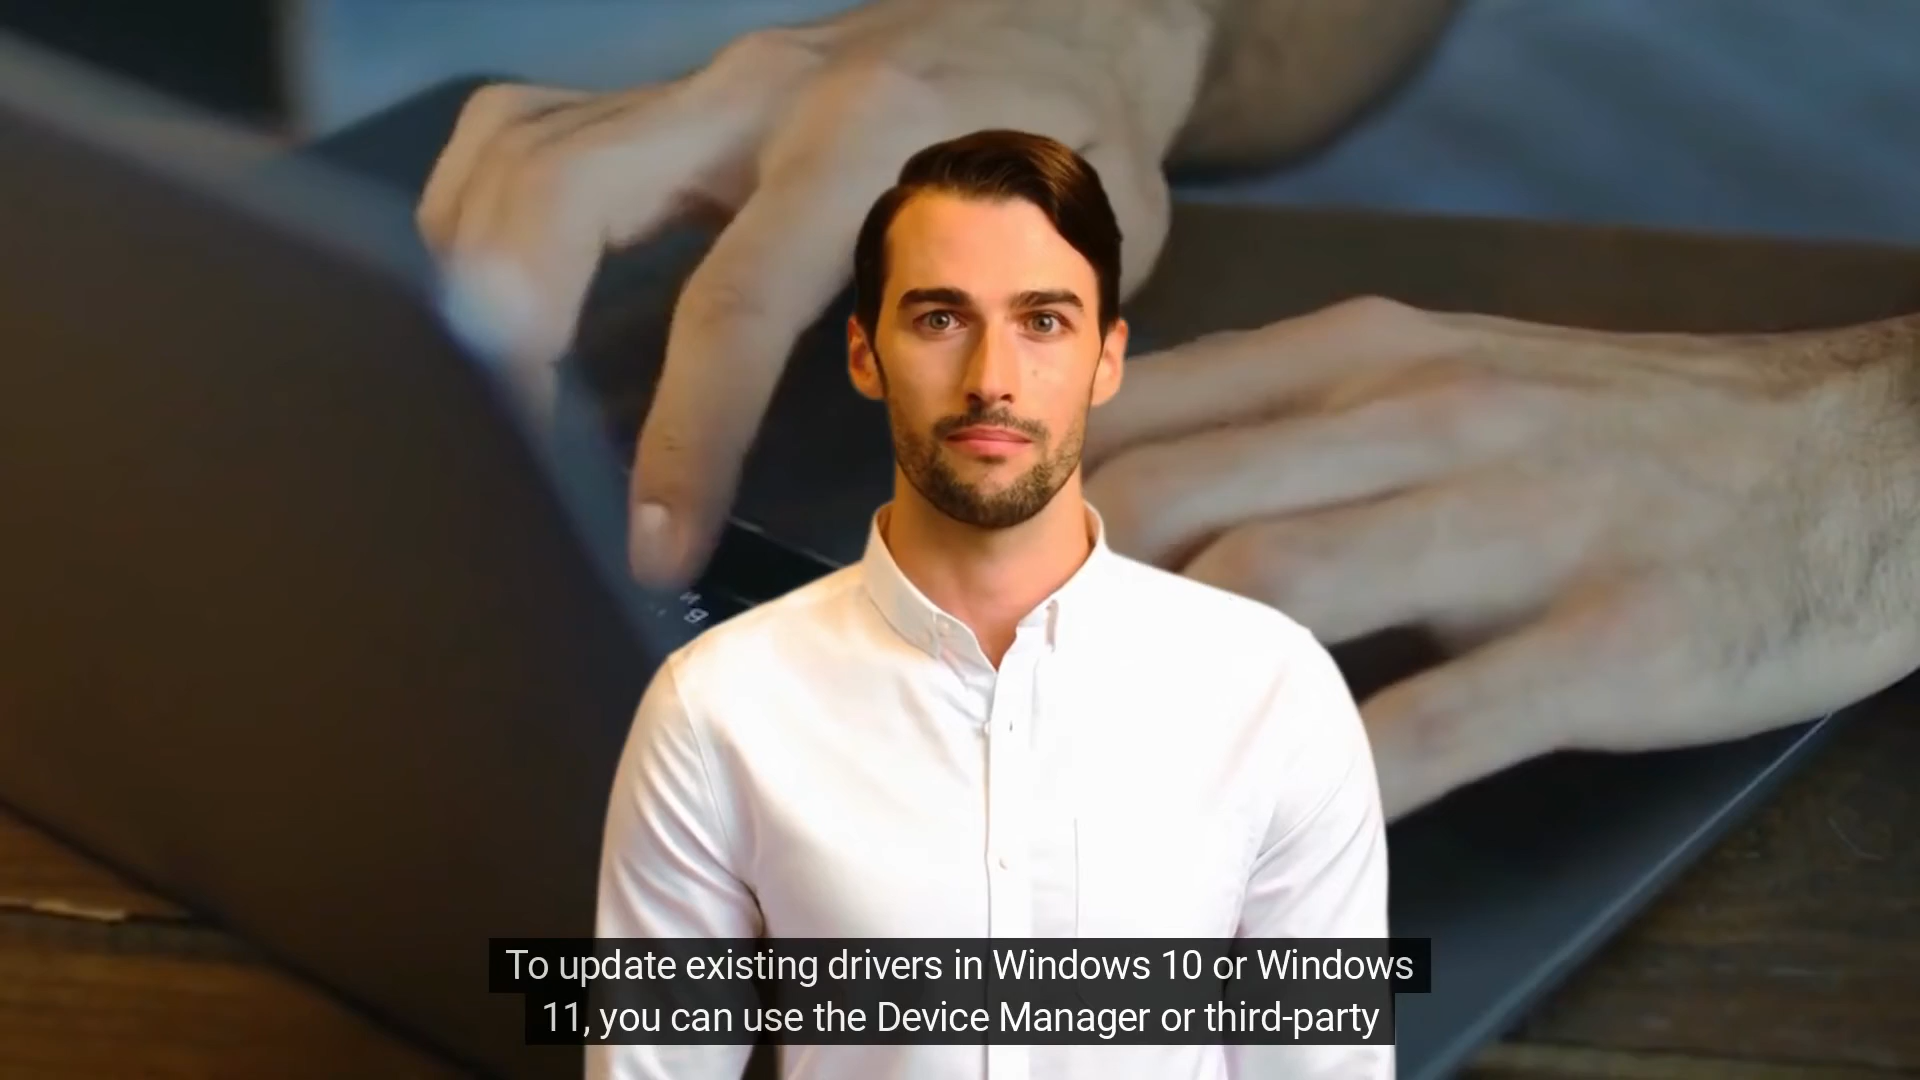 To update existing drivers in Windows 10 or Windows
11, you can use the Device Manager or third-party